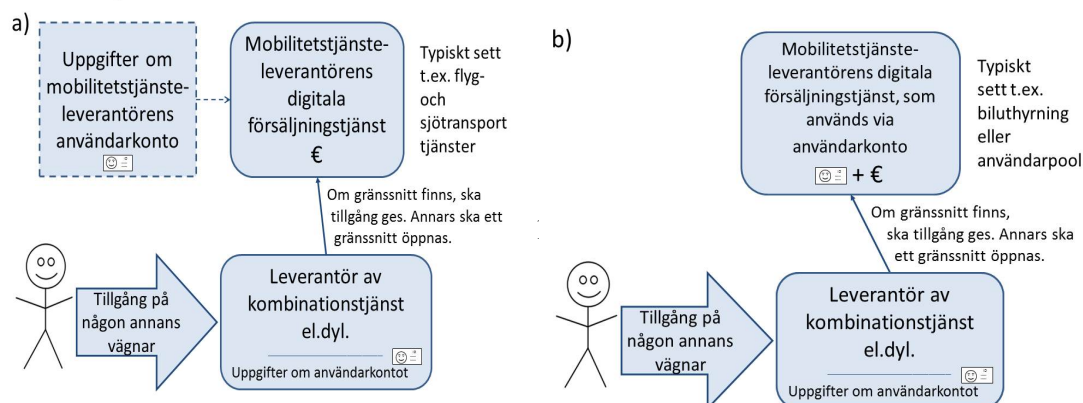 a)
Uppgifter om
mobilitetstjänste-
leverantörens
användarkonto
Mobilitetstjänste-
leverantörens
digitala
försäljningstjänst
€
Typiskt sett
t.ex. flyg-
och
sjötransport
tjänster
Om gränssnitt finns, ska
tillgång ges. Annars ska ett
gränssnitt öppnas.
Tillgång på
någon annans
vägnar
Leverantör av
kombinationstjänst
el.dyl.
Uppgifter om användarkontot
b)
Mobilitetstjänste-
leverantörens digitala
försäljningstjänst, som
används via
användarkonto
+ €
Typiskt
sett t.ex.
biluthyrning
eller
användarpool
Om gränssnitt finns,
ska tillgång ges. Annars ska
ett gränssnitt öppnas.
Tillgång på
någon annans
vägnar
Leverantör av
kombinationstjänst
el.dyl.
Uppgifter om användarkontot